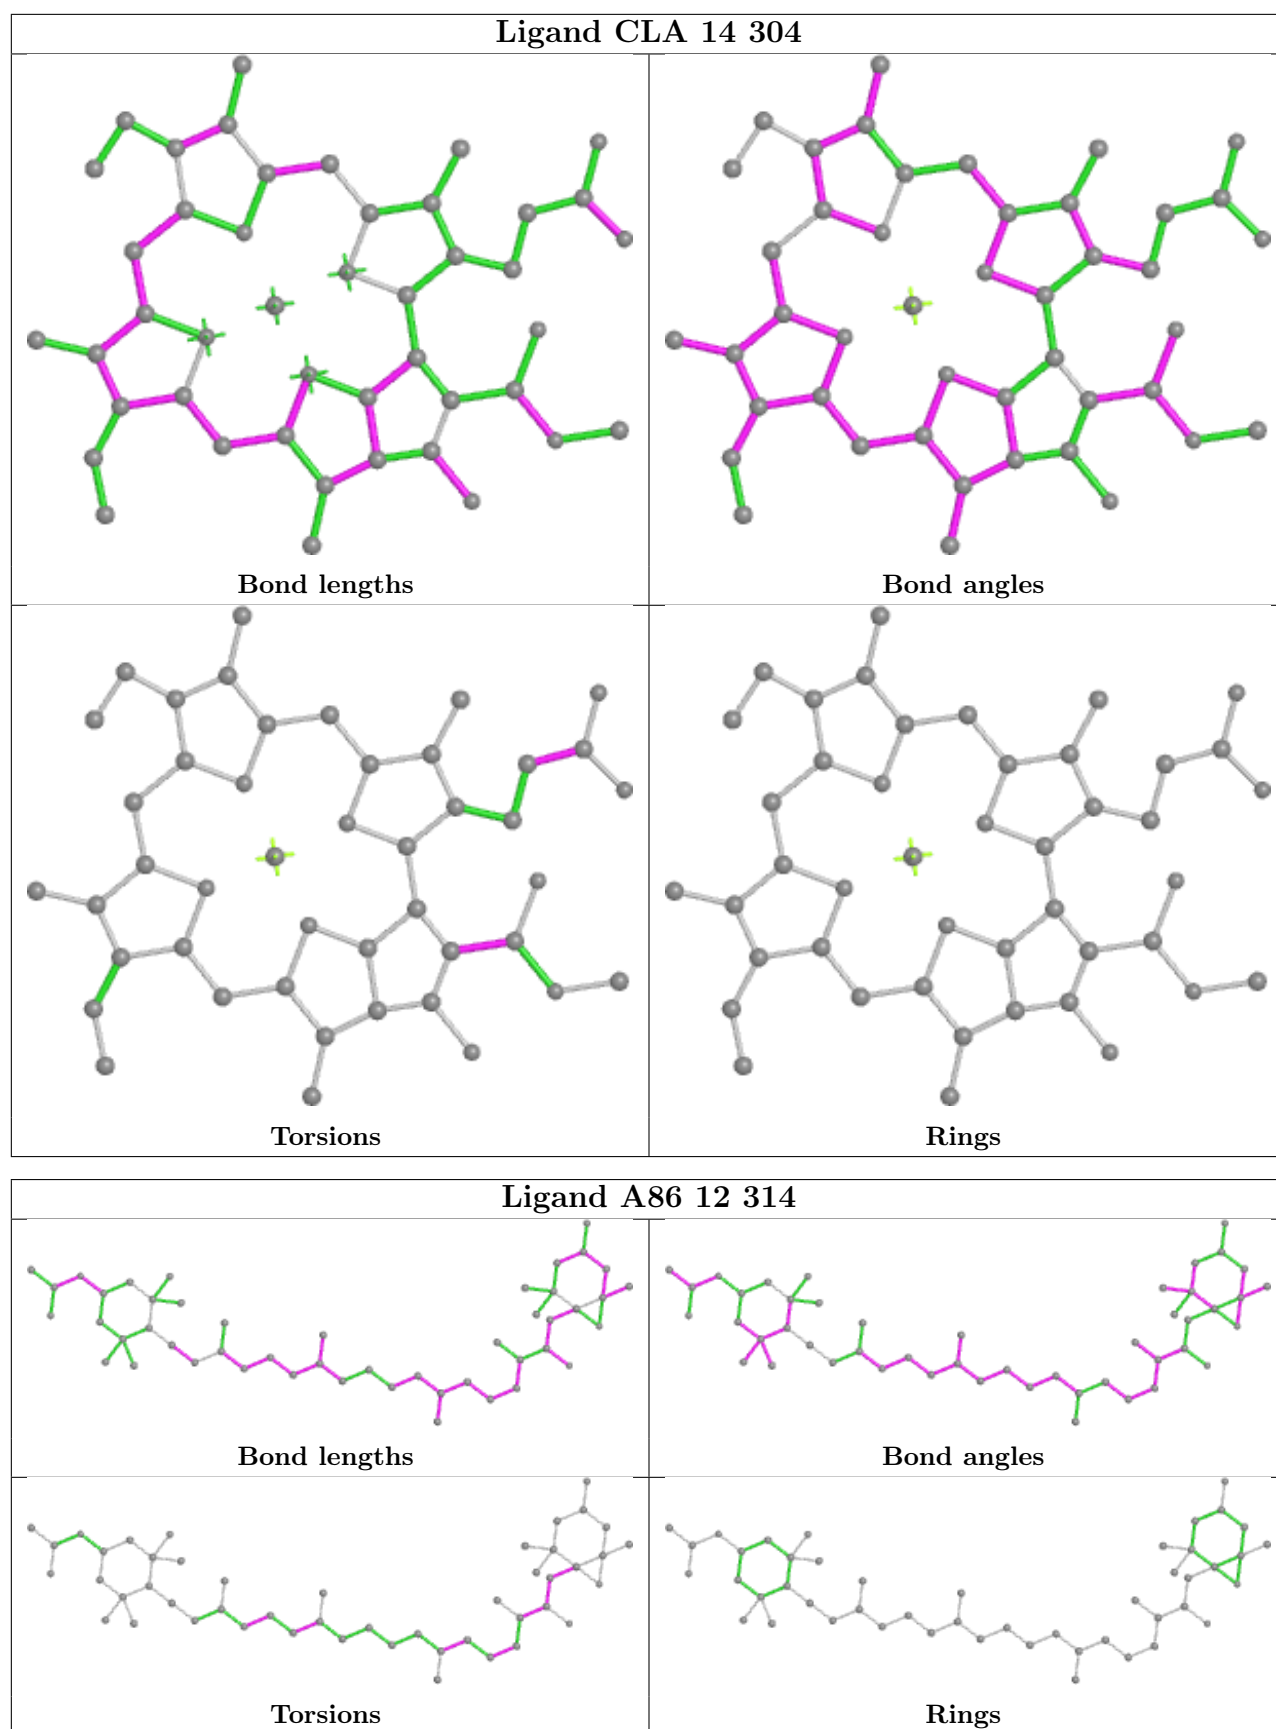 Ligand CLA 14 304
Bond lengths
Bond angles
Torsions
Rings
Ligand A86 12 314
Bond lengths
Bond angles
Torsions
Rings